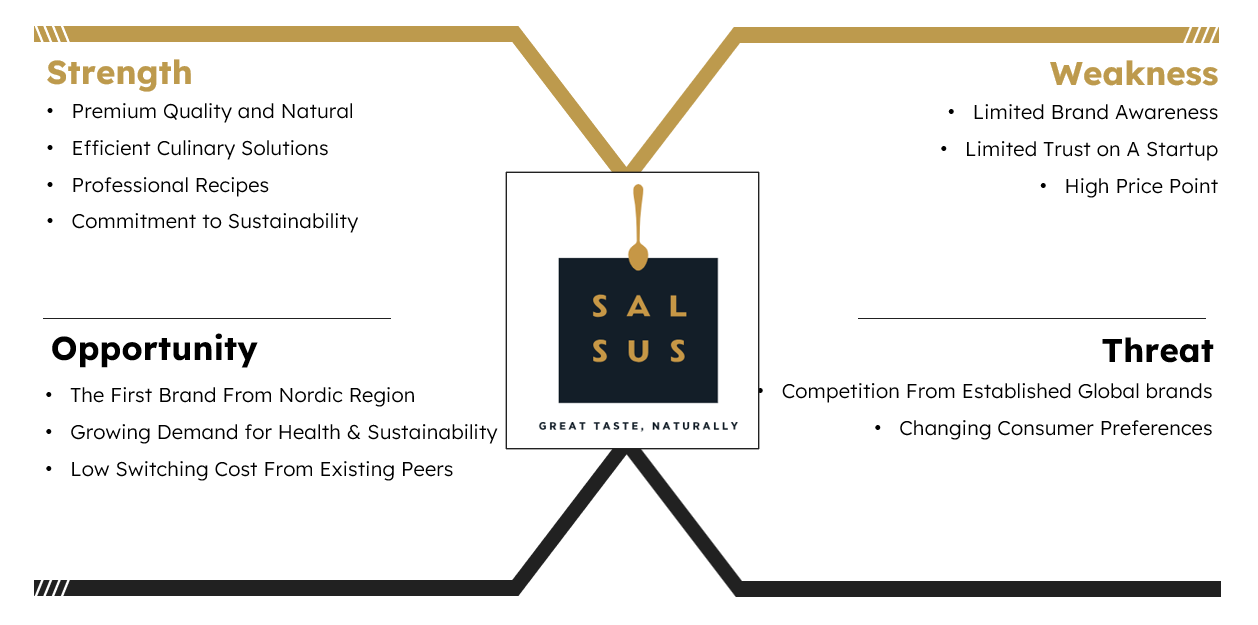 Strength
• Premium Quality and Natural
• Efficient Culinary Solutions
• Professional Recipes
• Commitment to Sustainability
Weakness
• Limited Brand Awareness
• Limited Trust on A Startup
• High Price Point
SAL
SUS
GREAT TASTE, NATURALLY
Opportunity
• The First Brand From Nordic Region
• Growing Demand for Health & Sustainability
• Low Switching Cost From Existing Peers
Threat
• Competition From Established Global brands
• Changing Consumer Preferences